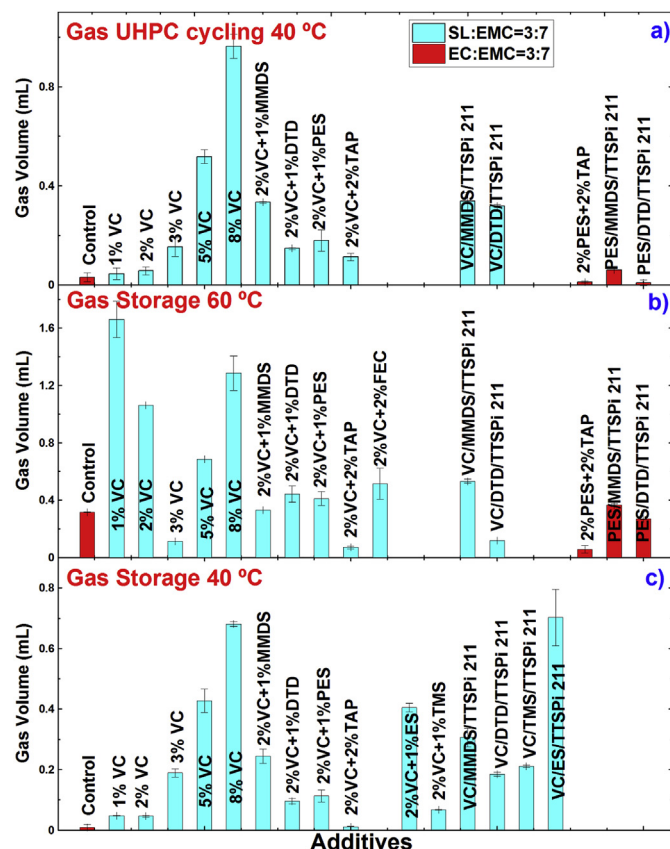 Gas UHPC cycling 40 ºC
SL:EMC=3:7
EC:EMC=3:7
a)
Gas Volume (mL)
0.8
0.4
0
Control
1% VC
2% VC
3% VC
5% VC
8% VC
2%VC+1%MMDS
2%VC+1%DTD
2%VC+1%PES
2%VC+2%TAP
VC/MMDS/TTSPi 211
VC/DTD/TTSPi 211
2%PES+2%TAP
PES/MMDS/TTSPi 211
PES/DTD/TTSPi 211
Gas Storage 60 ºC
b)
Gas Volume (mL)
1.6
1.2
0.8
0.4
0
Control
1% VC
2% VC
3% VC
5% VC
8% VC
2%VC+1%MMDS
2%VC+1%DTD
2%VC+1%PES
2%VC+2%TAP
2%VC+2%FEC
VC/MMDS/TTSPi 211
VC/DTD/TTSPi 211
2%PES+2%TAP
PES/MMDS/TTSPi 211
PES/DTD/TTSPi 211
Gas Storage 40 ºC
c)
Gas Volume (mL)
0.8
0.6
0.4
0.2
0
Control
1% VC
2% VC
3% VC
5% VC
8% VC
2%VC+1%MMDS
2%VC+1%DTD
2%VC+1%PES
2%VC+2%TAP
2%VC+1%ES
2%VC+1%TMS
VC/MMDS/TTSPi 211
VC/DTD/TTSPi 211
VC/TMS/TTSPi 211
VC/ES/TTSPi 211
Additives